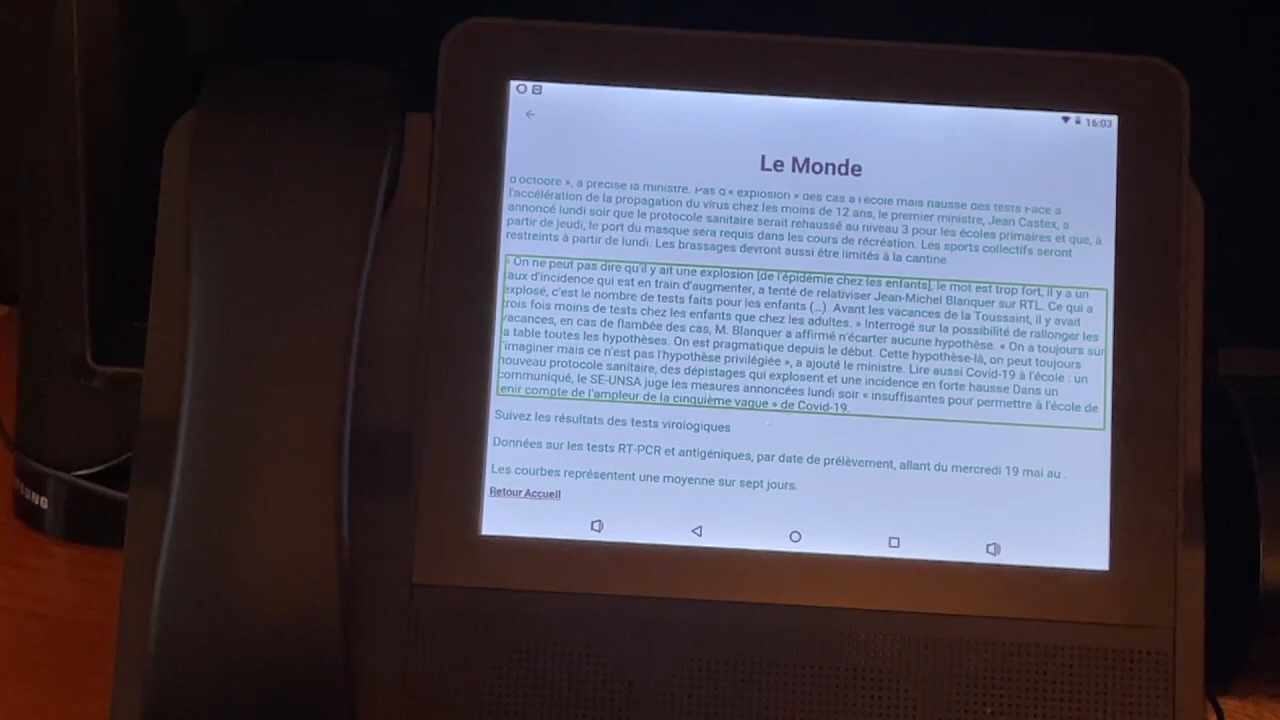 16:03
Le Monde
d'octobre », a précisé la ministre. Pas d'« explosion » des cas à l'école mais hausse des tests Face à
l'accélération de la propagation du virus chez les moins de 12 ans, le premier ministre, Jean Castex, a
annoncé lundi soir que le protocole sanitaire serait rehaussé au niveau 3 pour les écoles primaires et que, à
partir de jeudi, le port du masque sera requis dans les cours de récréation. Les sports collectifs seront
restreints à partir de lundi. Les brassages devront aussi être limités à la cantine.
« On ne peut pas dire qu'il y ait une explosion [de l'épidémie chez les enfants], le mot est trop fort, il y a un
taux d'incidence qui est en train d'augmenter, a tenté de relativiser Jean-Michel Blanquer sur RTL. Ce qui a
explosé, c'est le nombre de tests faits pour les enfants (…). Avant les vacances de la Toussaint, il y avait
trois fois moins de tests chez les enfants que chez les adultes. » Interrogé sur la possibilité de rallonger les
vacances, en cas de flambée des cas, M. Blanquer a affirmé n'écarter aucune hypothèse. « On a toujours sur
la table toutes les hypothèses. On est pragmatique depuis le début. Cette hypothèse-là, on peut toujours
l'imaginer mais ce n'est pas l'hypothèse privilégiée », a ajouté le ministre. Lire aussi Covid-19 à l'école : un
nouveau protocole sanitaire, des dépistages qui explosent et une incidence en forte hausse Dans un
communiqué, le SE-UNSA juge les mesures annoncées lundi soir « insuffisantes pour permettre à l'école de
tenir compte de l'ampleur de la cinquième vague » de Covid-19.
Suivez les résultats des tests virologiques
Données sur les tests RT-PCR et antigéniques, par date de prélèvement, allant du mercredi 19 mai au .
Les courbes représentent une moyenne sur sept jours.
Retour Accueil
SUNG